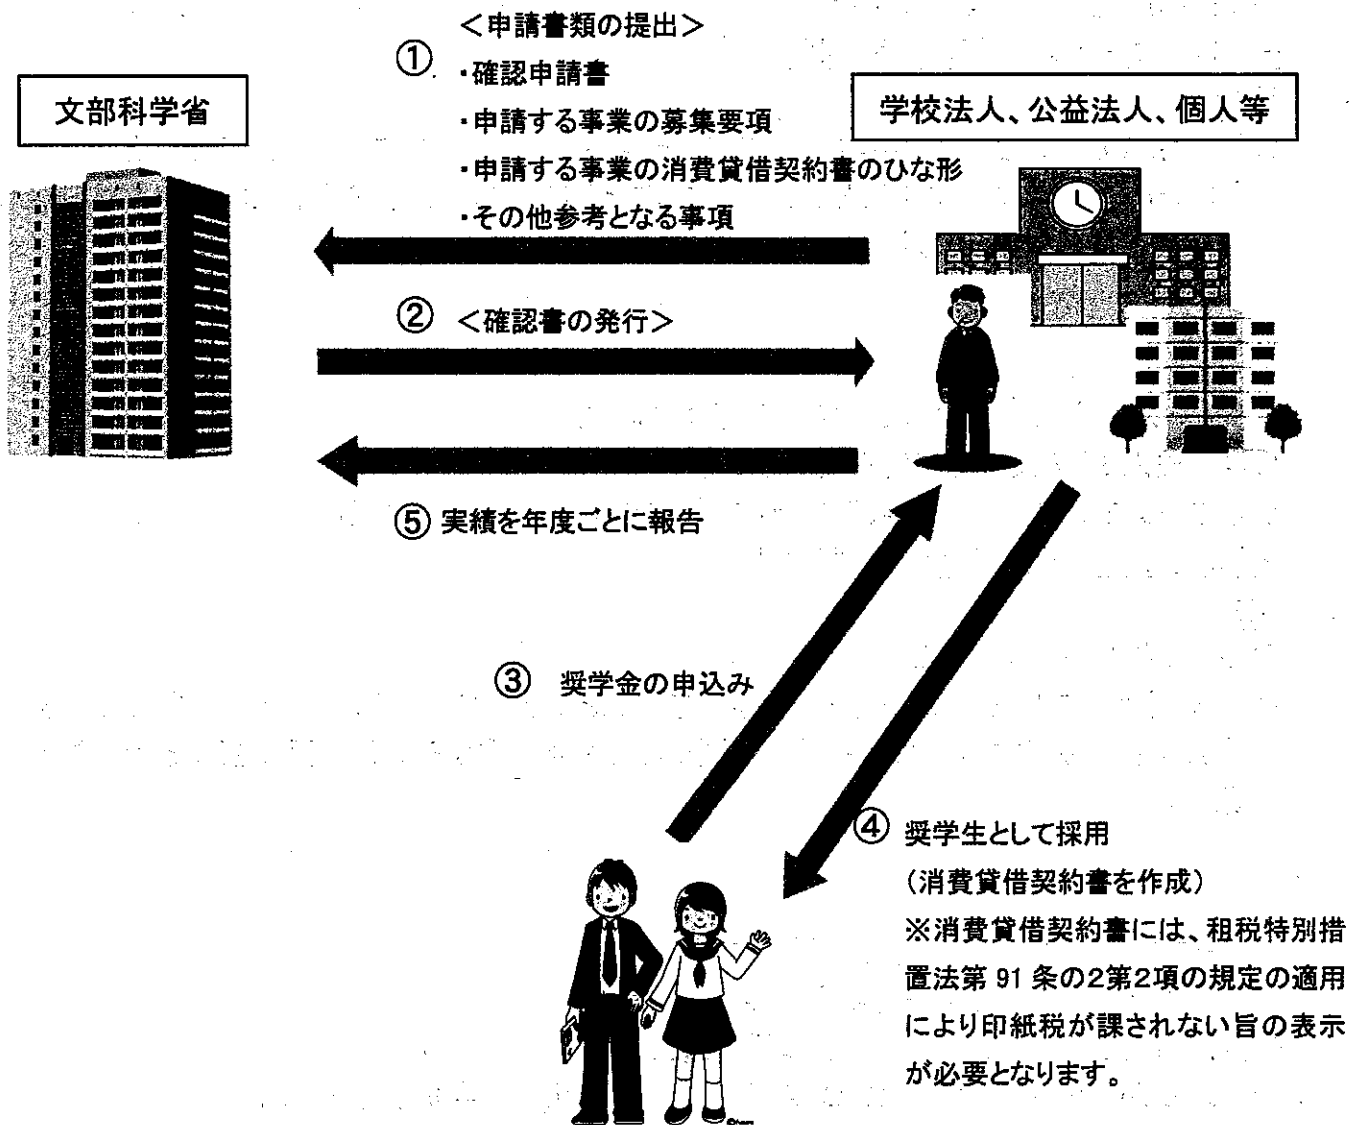 ＜申請書類の提出＞
①
・確認申請書
文部科学省
学校法人、公益法人、個人等
・申請する事業の募集要項
・申請する事業の消費貸借契約書のひな形
・その他参考となる事項
② ＜確認書の発行＞
⑤ 実績を年度ごとに報告
③ 奨学金の申込み
④ 奨学生として採用
（消費貸借契約書を作成）
※消費貸借契約書には、租税特別措
置法第 91 条の２第２項の規定の適用
により印紙税が課されない旨の表示
が必要となります。